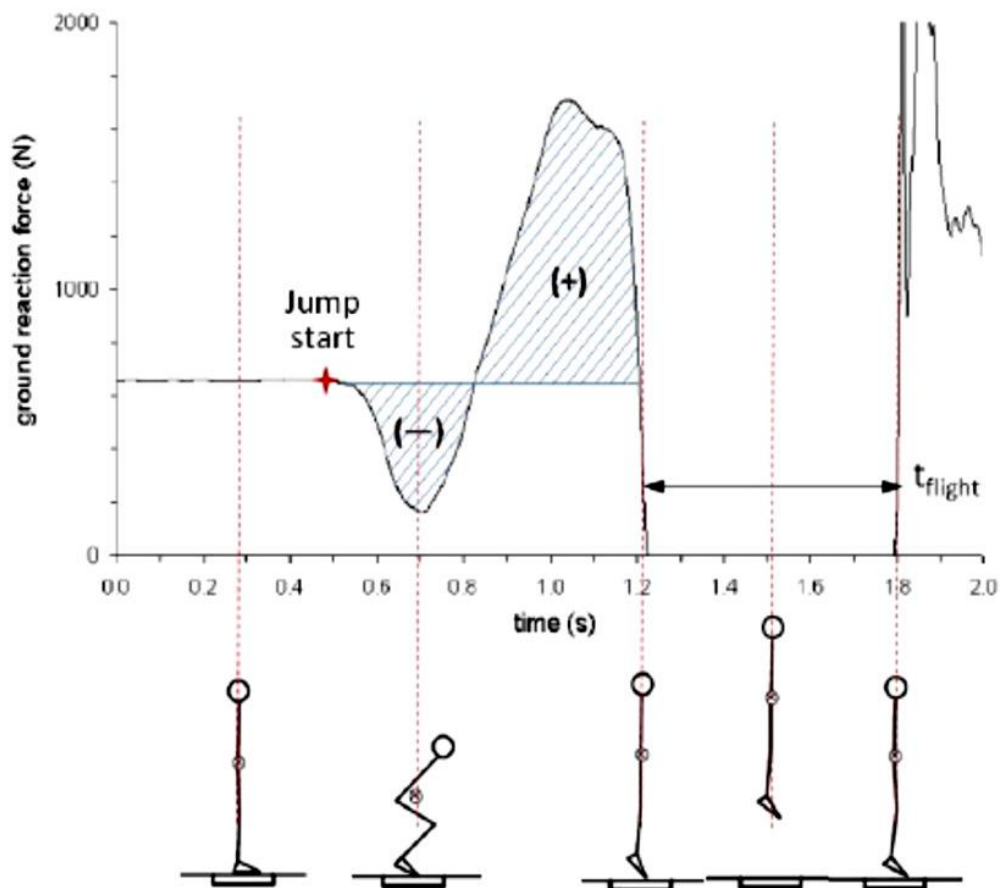 2000
ground reaction force (N)
1000
0
Jump
start
(—)
(+)
t_flight
0.0 0.2 0.4 0.6 0.8 1.0 1.2 1.4 1.6 1.8 2.0
time (s)